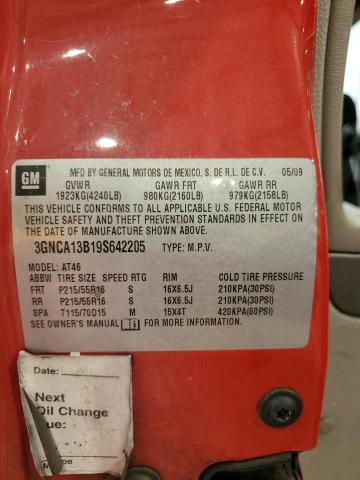 GM
MFD BY GENERAL MOTORS DE MEXICO, S. DE R.L. DE C.V. 05/09
GVWR GAWR FRT GAWR RR
1923KG(4240LB) 980KG(2160LB) 979KG(2158LB)
THIS VEHICLE CONFORMS TO ALL APPLICABLE U.S. FEDERAL MOTOR
VEHICLE SAFETY AND THEFT PREVENTION STANDARDS IN EFFECT ON
THE DATE OF MANUFACTURE SHOWN ABOVE.
3GNCA13B19S642205 TYPE: M.P.V.
MODEL: AT46
ABBW TIRE SIZE SPEED RTG RIM COLD TIRE PRESSURE
FRT P215/55R16 S 16X6.5J 210KPA(30PSI)
RR P215/55R16 S 16X6.5J 210KPA(30PSI)
SPA T115/70D15 M 15X4T 420KPA(60PSI)
SEE OWNER'S MANUAL FOR MORE INFORMATION.
Date:
Next
Oil Change
Due: